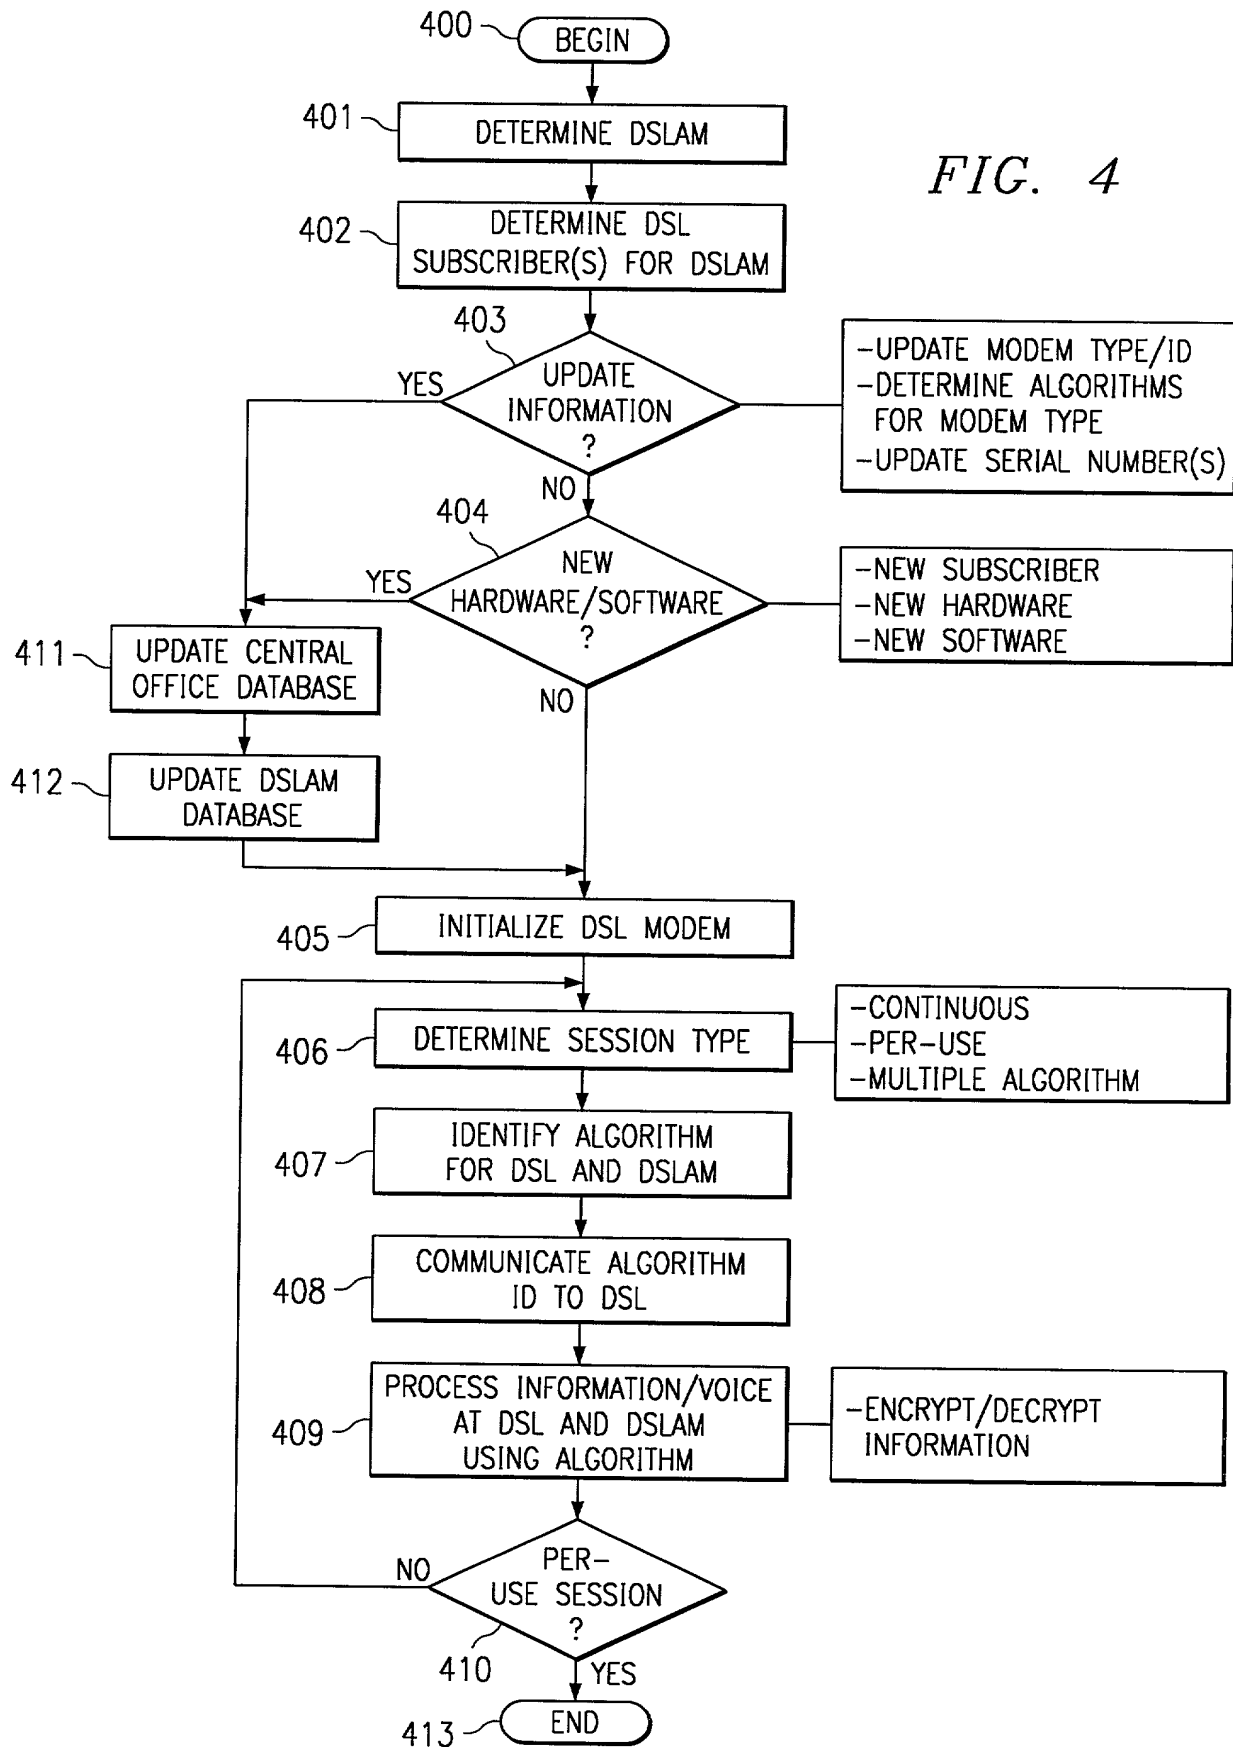 400
BEGIN
401
DETERMINE DSLAM
FIG. 4
402
DETERMINE DSL
SUBSCRIBER(S) FOR DSLAM
403
YES
UPDATE
INFORMATION
?
NO
-UPDATE MODEM TYPE/ID
-DETERMINE ALGORITHMS
FOR MODEM TYPE
-UPDATE SERIAL NUMBER(S)
404
YES
NEW
HARDWARE/SOFTWARE
?
NO
-NEW SUBSCRIBER
-NEW HARDWARE
-NEW SOFTWARE
411
UPDATE CENTRAL
OFFICE DATABASE
412
UPDATE DSLAM
DATABASE
405
INITIALIZE DSL MODEM
406
DETERMINE SESSION TYPE
-CONTINUOUS
-PER-USE
-MULTIPLE ALGORITHM
407
IDENTIFY ALGORITHM
FOR DSL AND DSLAM
408
COMMUNICATE ALGORITHM
ID TO DSL
409
PROCESS INFORMATION/VOICE
AT DSL AND DSLAM
USING ALGORITHM
-ENCRYPT/DECRYPT
INFORMATION
NO
PER-
USE SESSION
?
410
YES
413
END